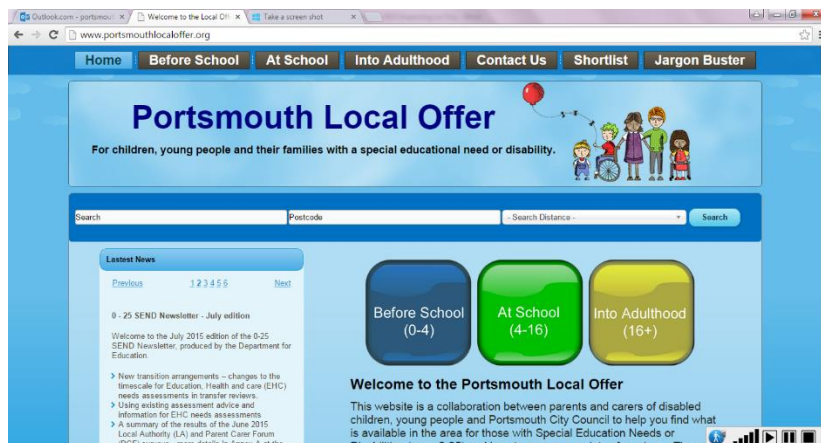 Outlook.com - portsmout
Welcome to the Local Off
Take a screen shot
www.portsmouthlocaloffer.org
Home Before School At School Into Adulthood Contact Us Shortlist Jargon Buster
Portsmouth Local Offer
For children, young people and their families with a special educational need or disability.
Search Postcode - Search Distance - Search
Lastest News
Previous 1 2 3 4 5 6 Next
0 - 25 SEND Newsletter - July edition
Welcome to the July 2015 edition of the 0-25
SEND Newsletter, produced by the Department for
Education.
New transition arrangements – changes to the
timescale for Education, Health and care (EHC)
needs assessments in transfer reviews.
Using existing assessment advice and
information for EHC needs assessments
A summary of the results of the June 2015
Local Authority (LA) and Parent Carer Forum
Before School
(0-4)
At School
(4-16)
Into Adulthood
(16+)
Welcome to the Portsmouth Local Offer
This website is a collaboration between parents and carers of disabled
children, young people and Portsmouth City Council to help you find what
is available in the area for those with Special Education Needs or